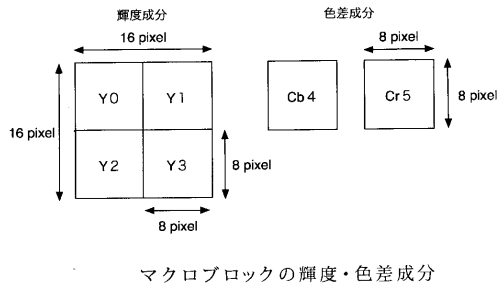 輝度成分
色差成分
16 pixel
8 pixel
Y0 Y1
Cb4
Cr5
8 pixel
16 pixel
Y2 Y3
8 pixel
8 pixel
マクロブロックの輝度・色差成分